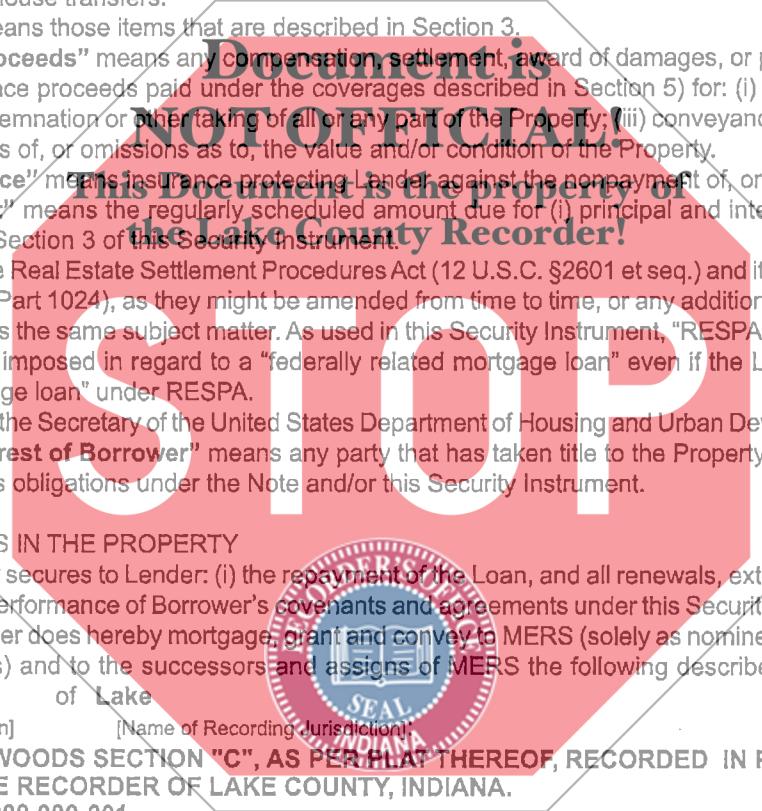 house transfers.
eans those items that are described in Section 3.
oceeds" means any compensation, settlement, award of damages, or p
Document is
nce proceeds paid under the coverages described in Section 5) for: (i)
emnation or other taking of all or any part of the Property; (iii) conveyanc
NOT OFFICIAL!
s of, or omissions as to, the value and/or condition of the Property.
ce" means insurance protecting Lender against the nonpayment of, or
This Document is the property of
" means the regularly scheduled amount due for (i) principal and inte
Section 3 of this Security Instrument.
the Lake County Recorder!
e Real Estate Settlement Procedures Act (12 U.S.C. §2601 et seq.) and it
Part 1024), as they might be amended from time to time, or any addition
s the same subject matter. As used in this Security Instrument, "RESPA
imposed in regard to a "federally related mortgage loan" even if the L
ge loan" under RESPA.
STOP
the Secretary of the United States Department of Housing and Urban De
rest of Borrower" means any party that has taken title to the Property
s obligations under the Note and/or this Security Instrument.
S IN THE PROPERTY
secures to Lender: (i) the repayment of the Loan, and all renewals, ext
erformance of Borrower's covenants and agreements under this Securit
er does hereby mortgage, grant and convey to MERS (solely as nomine
s) and to the successors and assigns of MERS the following describe
of Lake
n] [Name of Recording Jurisdiction]:
RECORDER'S OFFICE
SEAL
INDIANA
WOODS SECTION "C", AS PER PLAT THEREOF, RECORDED IN P
E RECORDER OF LAKE COUNTY, INDIANA.